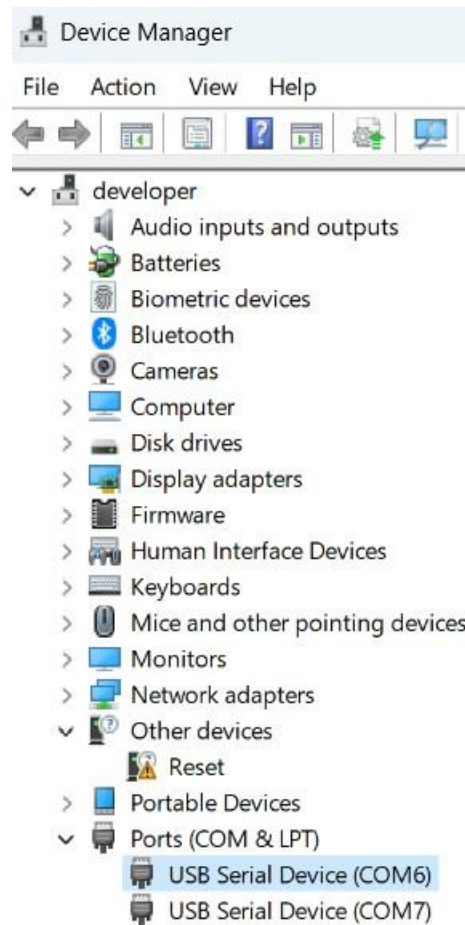 Device Manager
File Action View Help
developer
Audio inputs and outputs
Batteries
Biometric devices
Bluetooth
Cameras
Computer
Disk drives
Display adapters
Firmware
Human Interface Devices
Keyboards
Mice and other pointing devices
Monitors
Network adapters
Other devices
Reset
Portable Devices
Ports (COM & LPT)
USB Serial Device (COM6)
USB Serial Device (COM7)